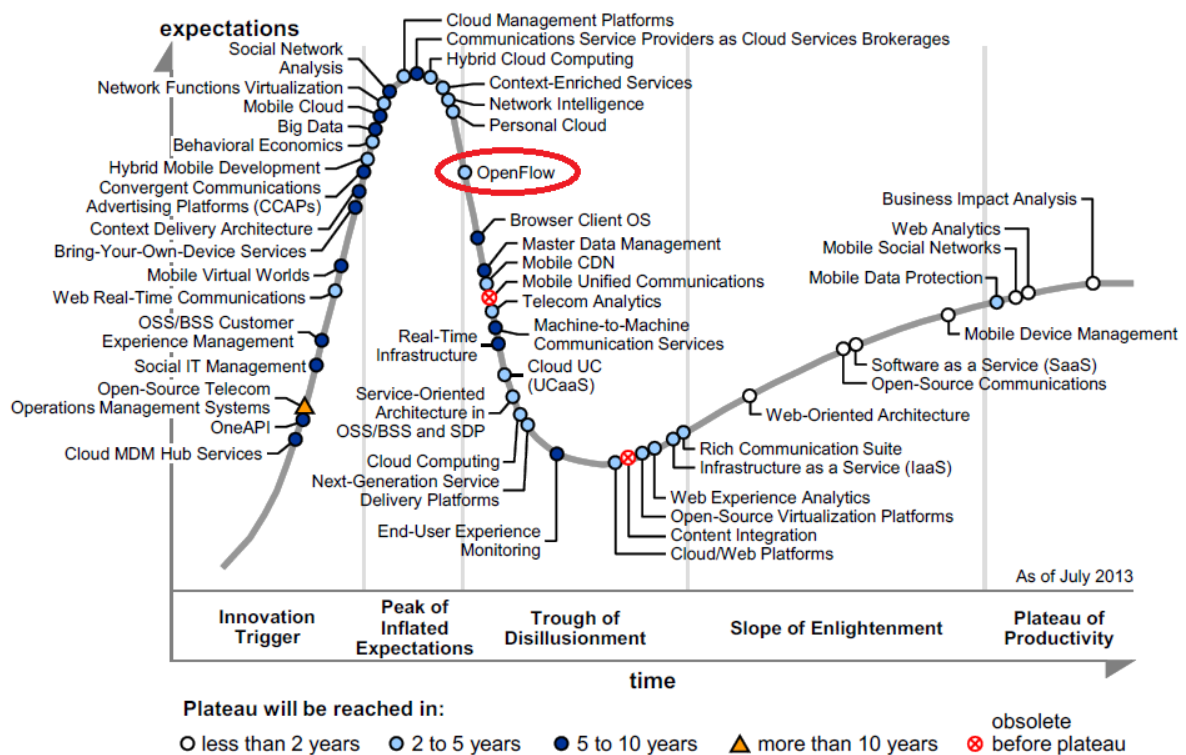 expectations
Cloud Management Platforms
Communications Service Providers as Cloud Services Brokerages
Social Network
Analysis
Hybrid Cloud Computing
Network Functions Virtualization
Context-Enriched Services
Mobile Cloud
Network Intelligence
Big Data
Personal Cloud
Behavioral Economics
Hybrid Mobile Development
OpenFlow
Convergent Communications
Advertising Platforms (CCAPs)
Context Delivery Architecture
Bring-Your-Own-Device Services
Mobile Virtual Worlds
Web Real-Time Communications
OSS/BSS Customer
Experience Management
Social IT Management
Open-Source Telecom
Operations Management Systems
OneAPI
Cloud MDM Hub Services
Browser Client OS
Master Data Management
Mobile CDN
Mobile Unified Communications
Telecom Analytics
Machine-to-Machine
Communication Services
Real-Time
Infrastructure
Cloud UC
(UCaaS)
Service-Oriented
Architecture in
OSS/BSS and SDP
Cloud Computing
Next-Generation Service
Delivery Platforms
End-User Experience
Monitoring
Rich Communication Suite
Infrastructure as a Service (IaaS)
Web Experience Analytics
Open-Source Virtualization Platforms
Content Integration
Cloud/Web Platforms
Business Impact Analysis
Web Analytics
Mobile Social Networks
Mobile Data Protection
Mobile Device Management
Software as a Service (SaaS)
Open-Source Communications
Web-Oriented Architecture
As of July 2013
Innovation
Trigger
Peak of
Inflated
Expectations
Trough of
Disillusionment
Slope of Enlightenment
Plateau of
Productivity
time
Plateau will be reached in:
less than 2 years
2 to 5 years
5 to 10 years
more than 10 years
obsolete
before plateau